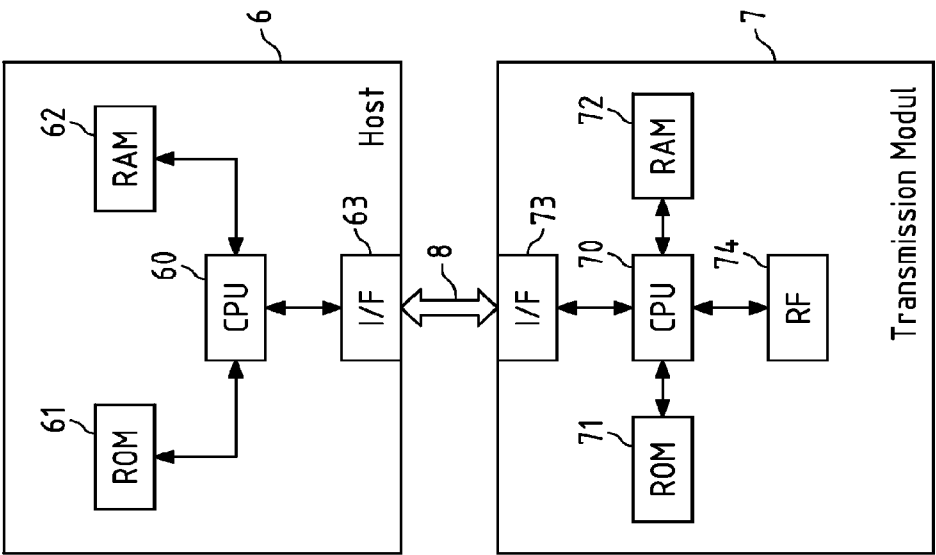 7
71
ROM
74
RF
70
CPU
73
I/F
72
RAM
Transmission Modul
8
6
61
ROM
63
I/F
60
CPU
62
RAM
Host